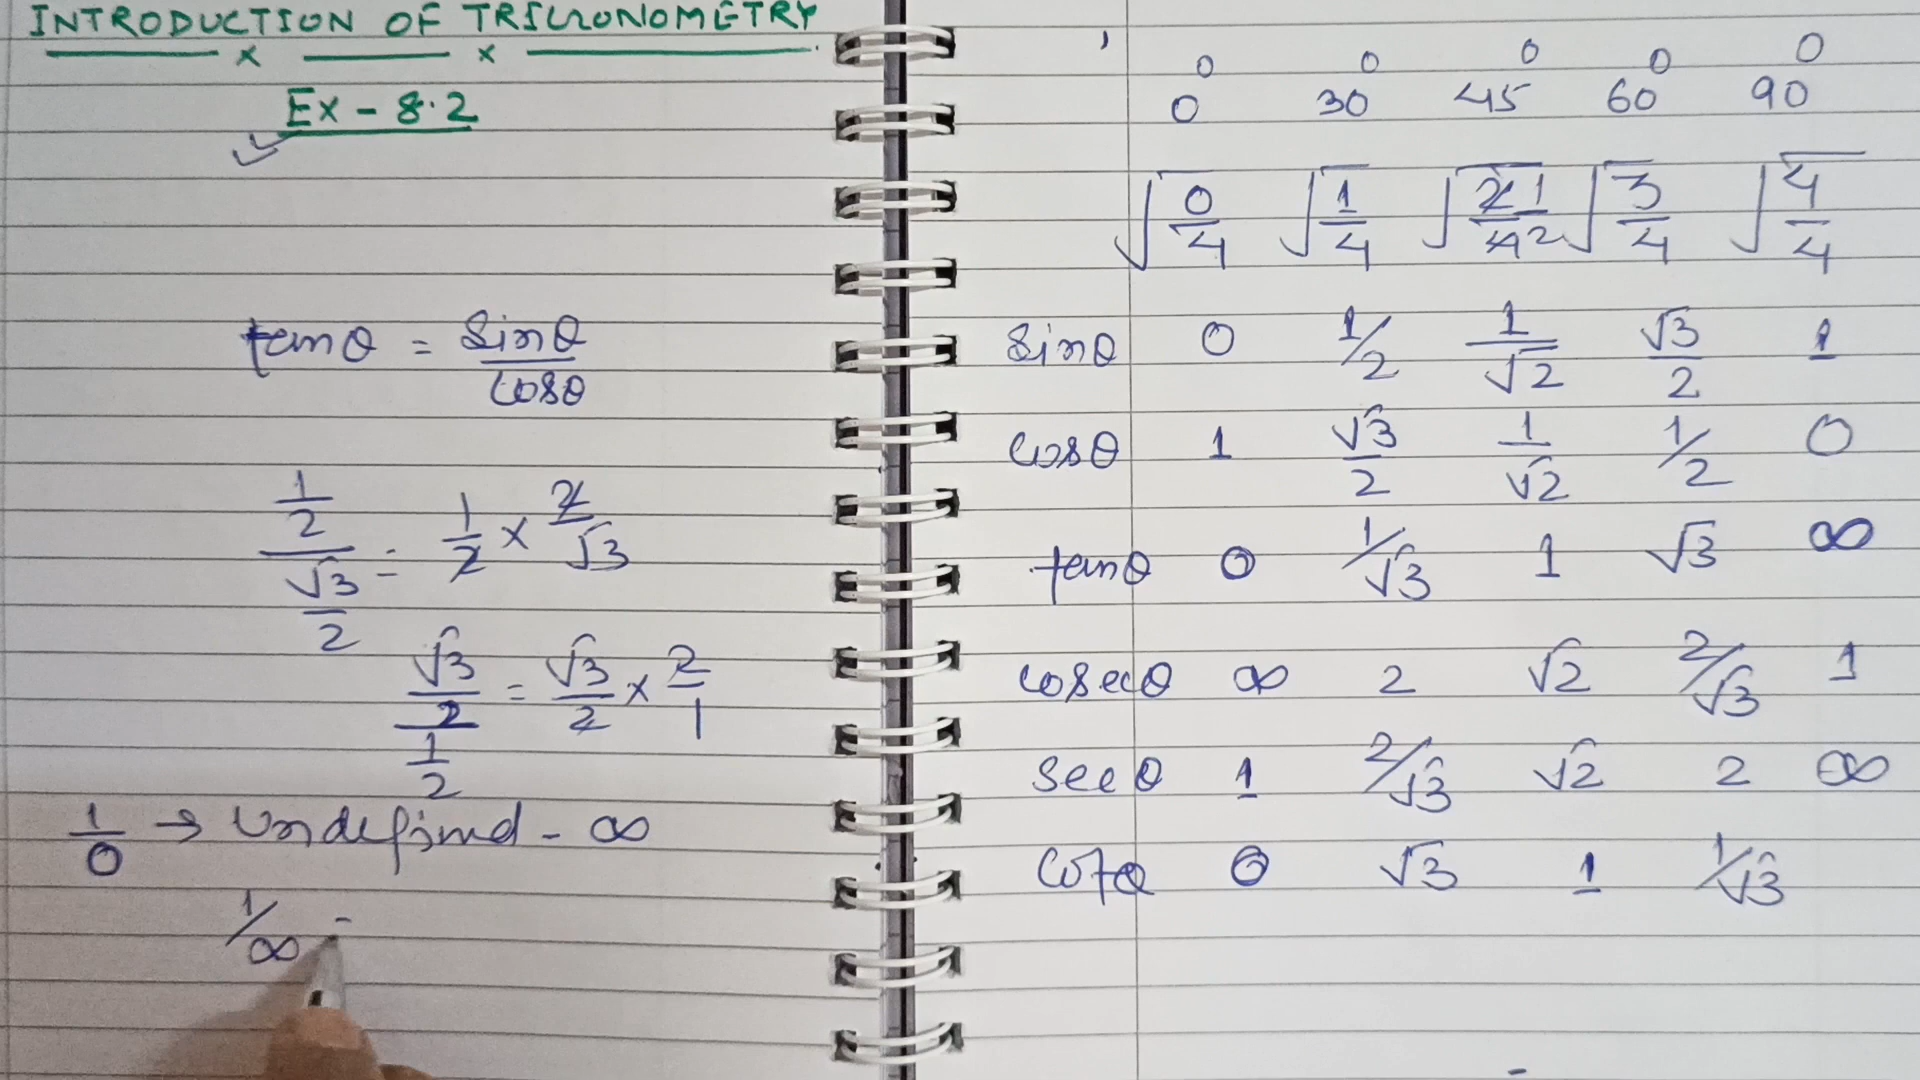 INTRODUCTION OF TRIGONOMETRY
Ex - 8.2
tanθ = sinθ/cosθ
(1/2)/(√3/2) = 1/2 × 2/√3
(√3/2)/(1/2) = √3/2 × 2/1
1/0 → Undefined - ∞
1/∞ =
0° 30° 45° 60° 90°
√(0/4) √(1/4) √(2/4) 1/2 √(3/4) √(4/4)
sinθ 0 1/2 1/√2 √3/2 1
cosθ 1 √3/2 1/√2 1/2 0
tanθ 0 1/√3 1 √3 ∞
cosecθ ∞ 2 √2 2/√3 1
secθ 1 2/√3 √2 2 ∞
cotθ 0 √3 1 1/√3